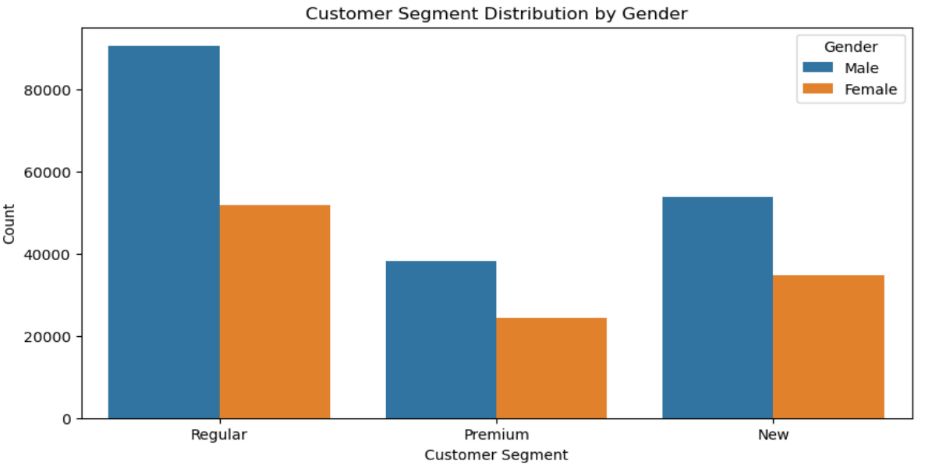 Customer Segment Distribution by Gender
Gender
Male
Female
80000
60000
40000
20000
0
Count
Regular
Premium
New
Customer Segment